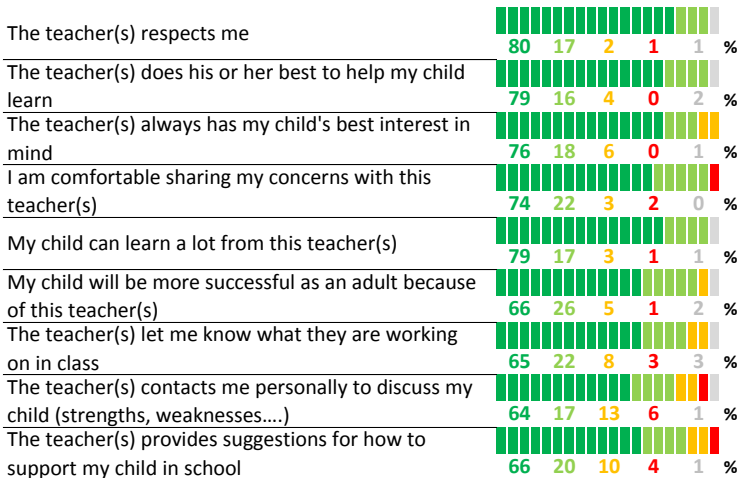 The teacher(s) respects me
80 17 2 1 1 %
The teacher(s) does his or her best to help my child
learn
79 16 4 0 2 %
The teacher(s) always has my child's best interest in
mind
76 18 6 0 1 %
I am comfortable sharing my concerns with this
teacher(s)
74 22 3 2 0 %
My child can learn a lot from this teacher(s)
79 17 3 1 1 %
My child will be more successful as an adult because
of this teacher(s)
66 26 5 1 2 %
The teacher(s) let me know what they are working
on in class
65 22 8 3 3 %
The teacher(s) contacts me personally to discuss my
child (strengths, weaknesses....)
64 17 13 6 1 %
The teacher(s) provides suggestions for how to
support my child in school
66 20 10 4 1 %